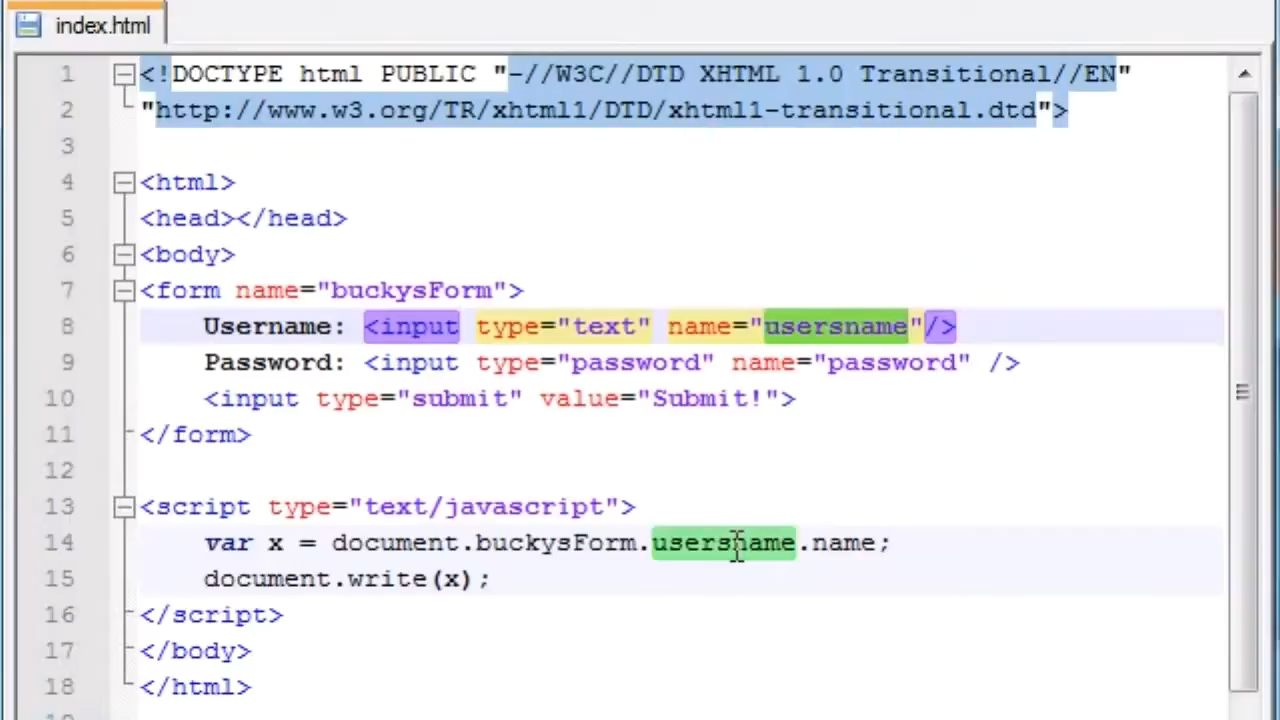 index.html
1 <!DOCTYPE html PUBLIC "-//W3C//DTD XHTML 1.0 Transitional//EN"
2 "http://www.w3.org/TR/xhtml1/DTD/xhtml1-transitional.dtd">
3
4 <html>
5 <head></head>
6 <body>
7 <form name="buckysForm">
8 Username: <input type="text" name="usersname"/>
9 Password: <input type="password" name="password" />
10 <input type="submit" value="Submit!">
11 </form>
12
13 <script type="text/javascript">
14 var x = document.buckysForm.usersname.name;
15 document.write(x);
16 </script>
17 </body>
18 </html>